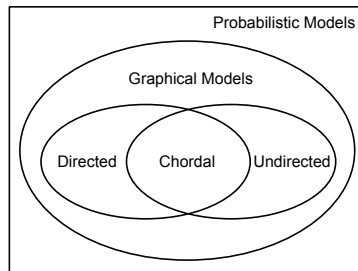 Probabilistic Models
Graphical Models
Directed
Chordal
Undirected